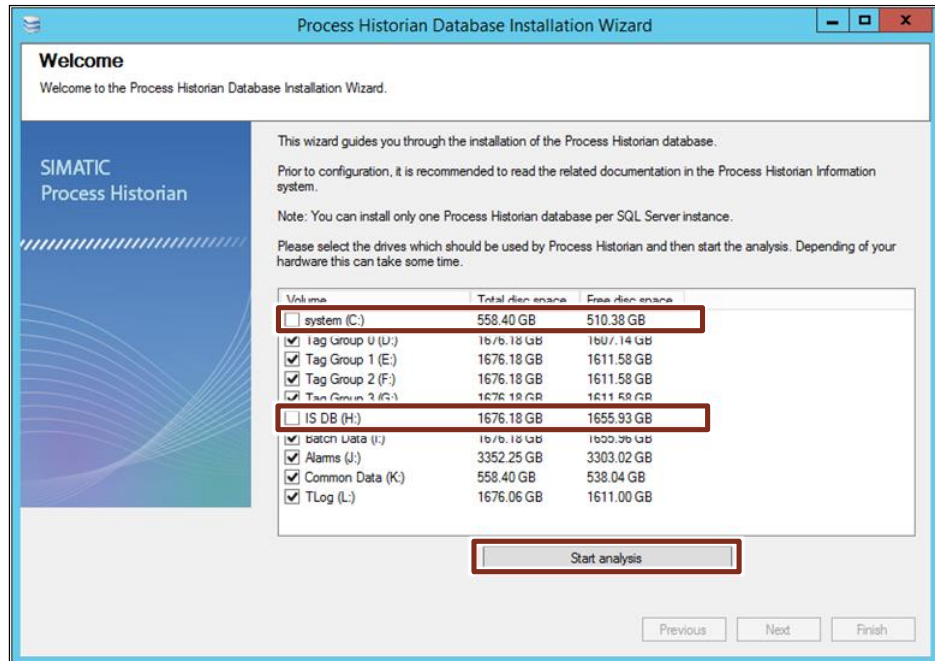 Process Historian Database Installation Wizard
Welcome
Welcome to the Process Historian Database Installation Wizard.
SIMATIC
Process Historian
This wizard guides you through the installation of the Process Historian database.
Prior to configuration, it is recommended to read the related documentation in the Process Historian Information
system.
Note: You can install only one Process Historian database per SQL Server instance.
Please select the drives which should be used by Process Historian and then start the analysis. Depending of your
hardware this can take some time.
Volume Total disc space Free disc space
system (C:) 558.40 GB 510.38 GB
Tag Group 0 (D:) 1676.18 GB 1607.14 GB
Tag Group 1 (E:) 1676.18 GB 1611.58 GB
Tag Group 2 (F:) 1676.18 GB 1611.58 GB
Tag Group 3 (G:) 1676.18 GB 1611.58 GB
IS DB (H:) 1676.18 GB 1655.93 GB
Batch Data (I:) 1676.18 GB 1655.96 GB
Alarms (J:) 3352.25 GB 3303.02 GB
Common Data (K:) 558.40 GB 538.04 GB
TLog (L:) 1676.06 GB 1611.00 GB
Start analysis
Previous Next Finish